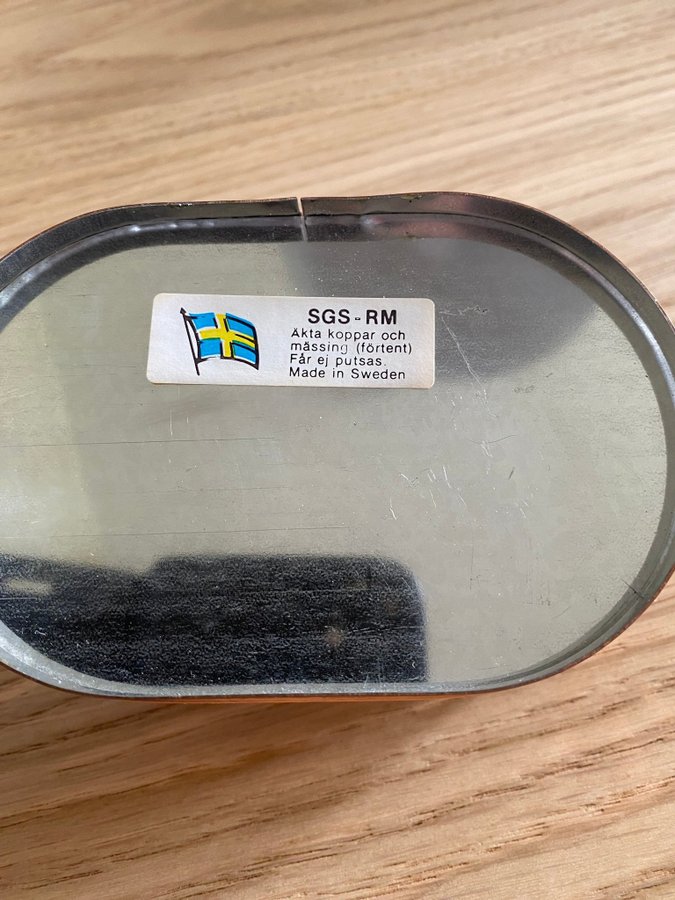 SGS-RM
Äkta koppar och
mässing (förtent)
Får ej putsas.
Made in Sweden